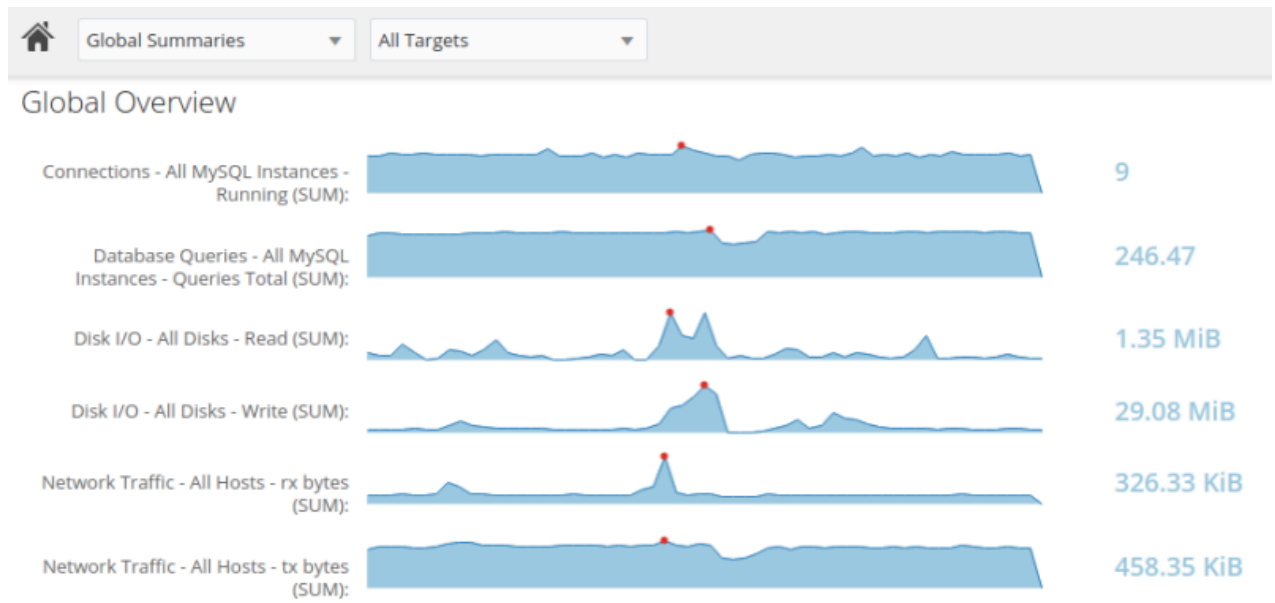 Global Summaries
All Targets
Global Overview
Connections - All MySQL Instances -
Running (SUM):
9
Database Queries - All MySQL
Instances - Queries Total (SUM):
246.47
Disk I/O - All Disks - Read (SUM):
1.35 MiB
Disk I/O - All Disks - Write (SUM):
29.08 MiB
Network Traffic - All Hosts - rx bytes
(SUM):
326.33 KiB
Network Traffic - All Hosts - tx bytes
(SUM):
458.35 KiB